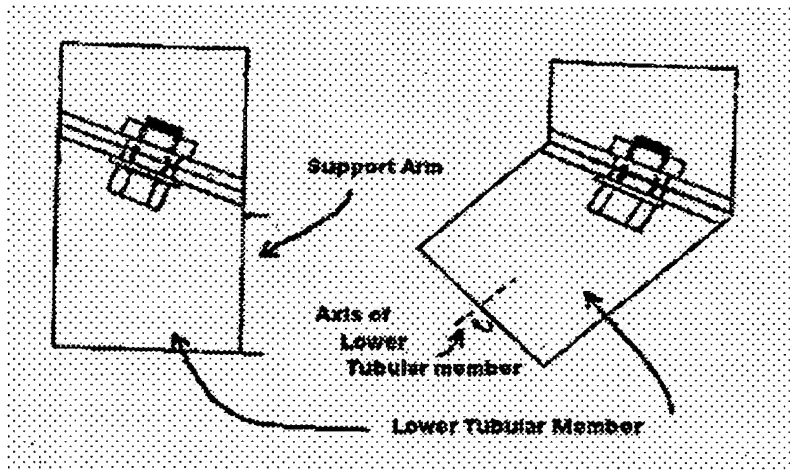 Support Arm
Axis of
Lower
Tubular member
Lower Tubular Member